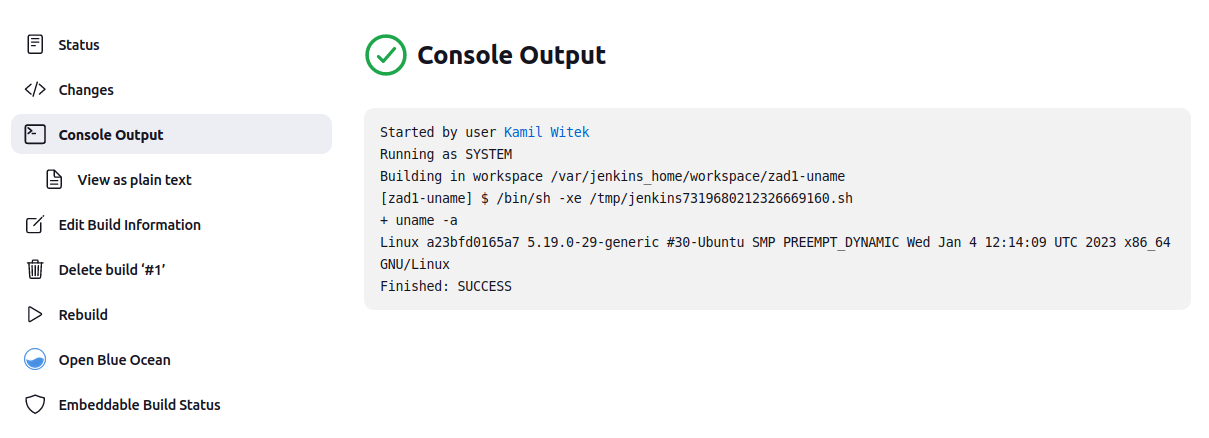 Status
Changes
Console Output
View as plain text
Edit Build Information
Delete build ‘#1’
Rebuild
Open Blue Ocean
Embeddable Build Status
Console Output
Started by user Kamil Witek
Running as SYSTEM
Building in workspace /var/jenkins_home/workspace/zad1-uname
[zad1-uname] $ /bin/sh -xe /tmp/jenkins7319680212326669160.sh
+ uname -a
Linux a23bfd0165a7 5.19.0-29-generic #30-Ubuntu SMP PREEMPT_DYNAMIC Wed Jan 4 12:14:09 UTC 2023 x86_64
GNU/Linux
Finished: SUCCESS